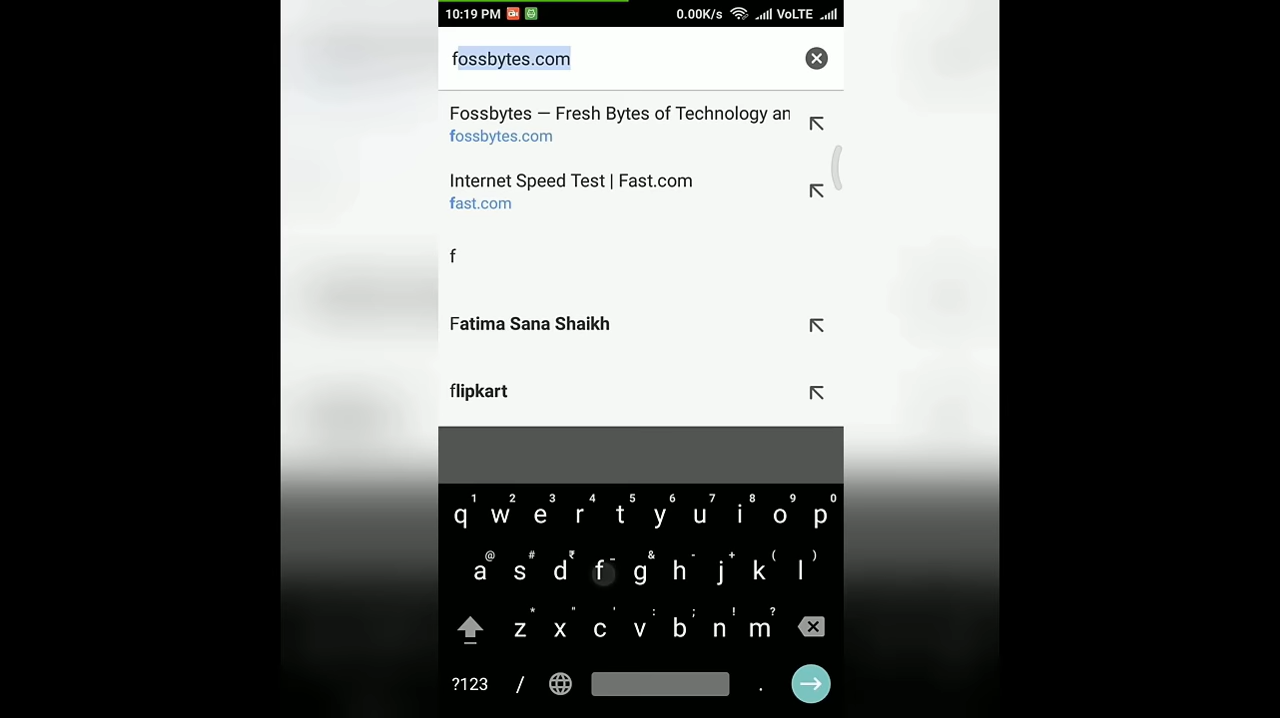 10:19 PM 0.00K/s VoLTE
fossbytes.com
Fossbytes — Fresh Bytes of Technology an
fossbytes.com
Internet Speed Test | Fast.com
fast.com
f
Fatima Sana Shaikh
flipkart
1 2 3 4 5 6 7 8 9 0
q w e r t y u i o p
@ # ₹ _ & - + ( )
a s d f g h j k l
* " ' : ; ! ?
z x c v b n m
?123 / .